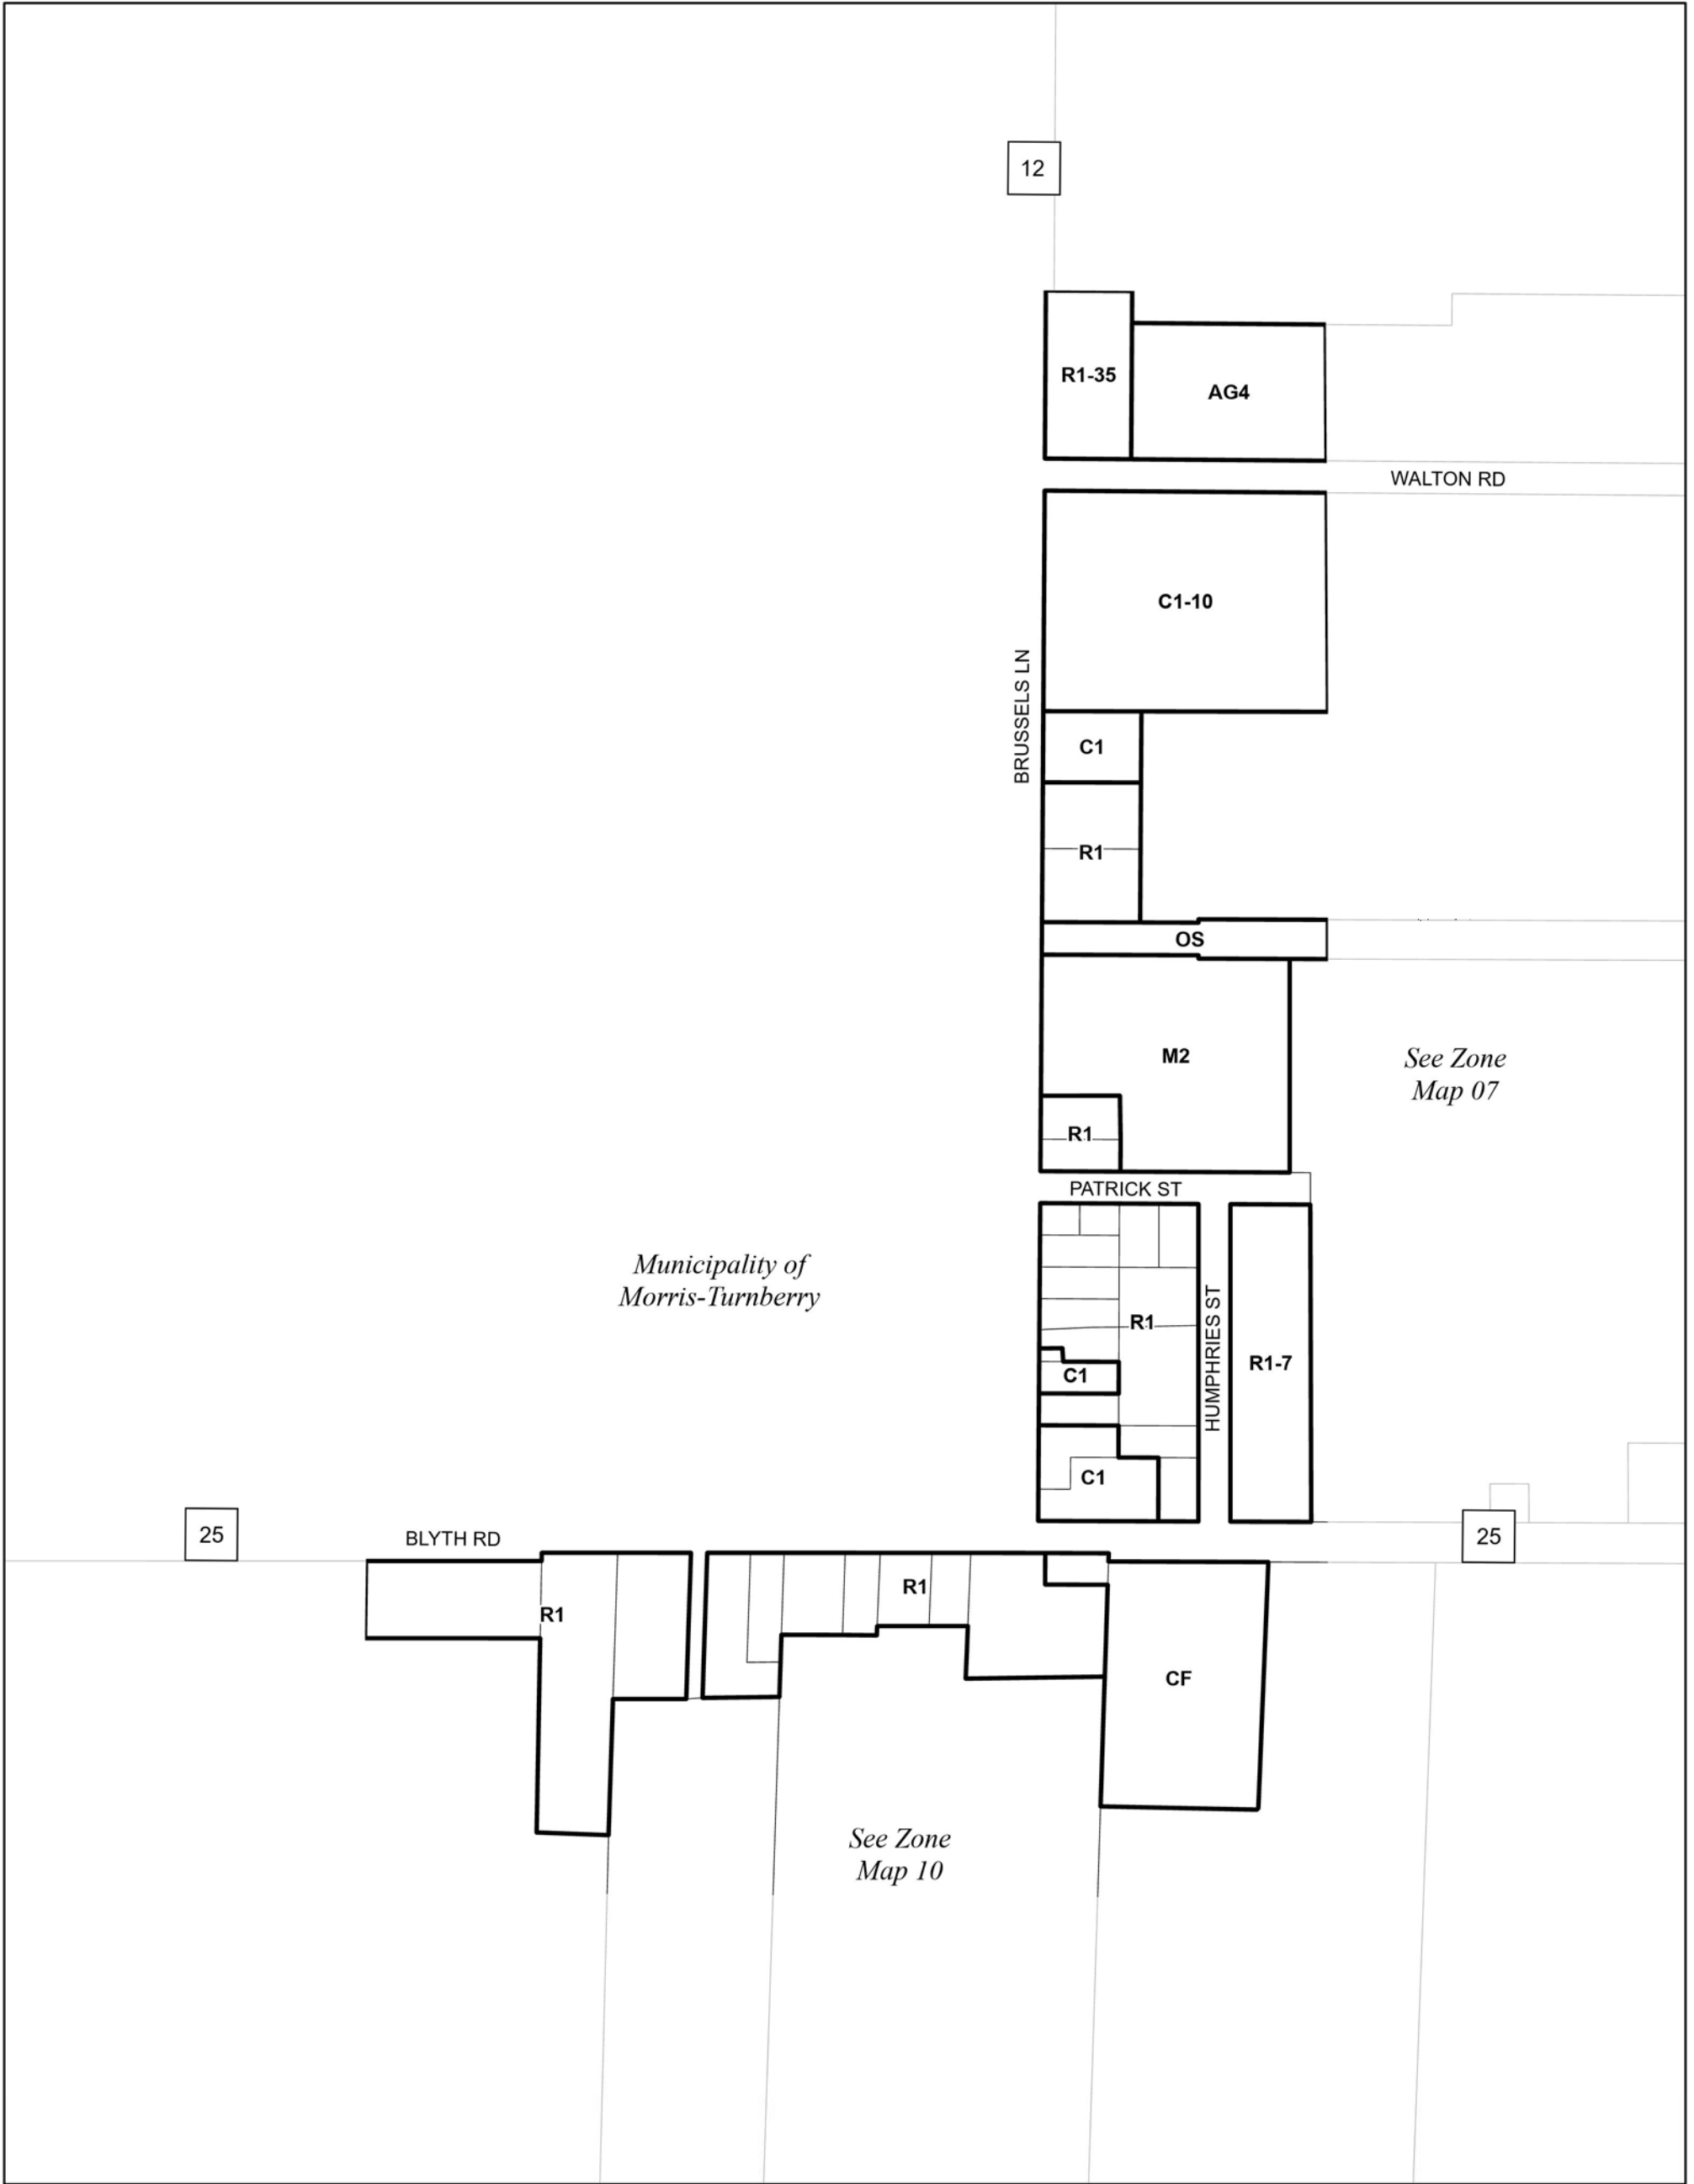 12
R1-35
AG4
WALTON RD
C1-10
BRUSSELS LN
C1
R1
OS
M2
See Zone
Map 07
R1
PATRICK ST
Municipality of
Morris-Turnberry
R1
HUMPHRIES ST
R1-7
C1
C1
25
BLYTH RD
25
R1
R1
CF
See Zone
Map 10